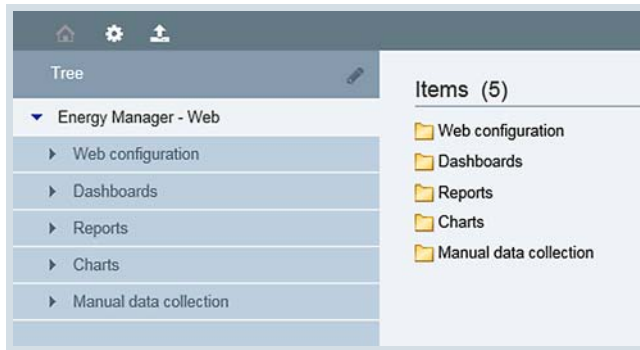 Tree
Energy Manager - Web
Web configuration
Dashboards
Reports
Charts
Manual data collection
Items (5)
Web configuration
Dashboards
Reports
Charts
Manual data collection